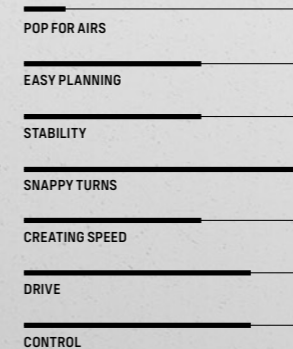 POP FOR AIRS
EASY PLANNING
STABILITY
SNAPPY TURNS
CREATING SPEED
DRIVE
CONTROL